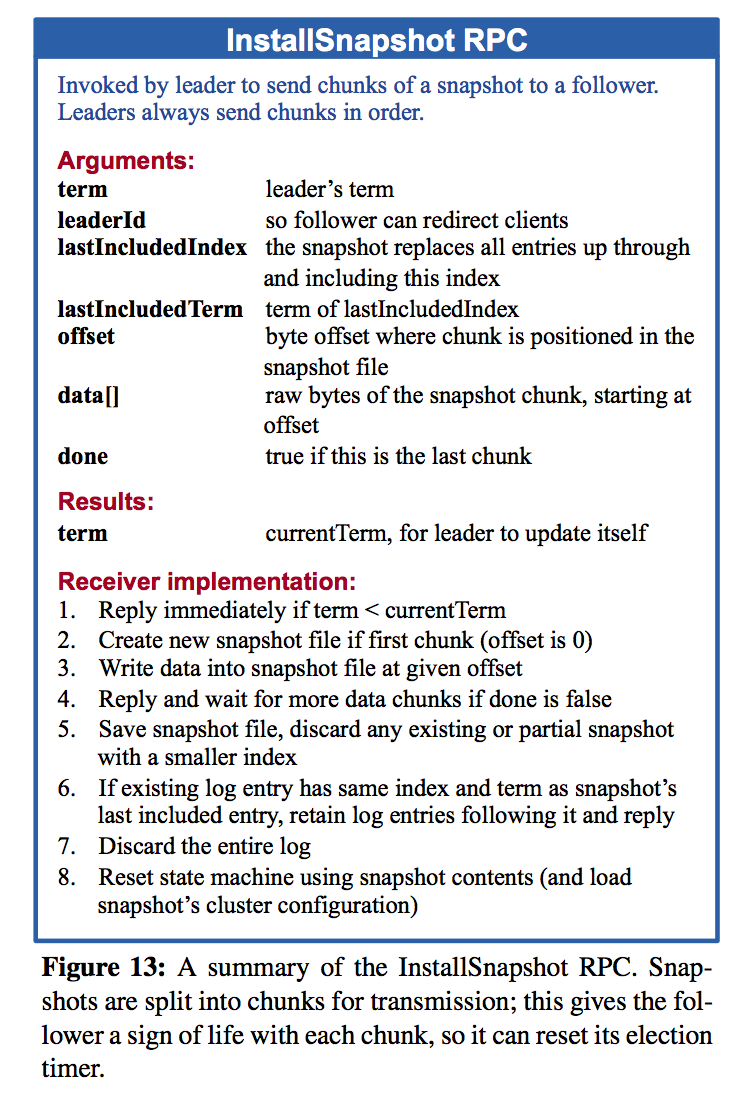 InstallSnapshot RPC
Invoked by leader to send chunks of a snapshot to a follower.
Leaders always send chunks in order.
Arguments:
term leader’s term
leaderId so follower can redirect clients
lastIncludedIndex the snapshot replaces all entries up through
and including this index
lastIncludedTerm term of lastIncludedIndex
offset byte offset where chunk is positioned in the
snapshot file
data[] raw bytes of the snapshot chunk, starting at
offset
done true if this is the last chunk
Results:
term currentTerm, for leader to update itself
Receiver implementation:
1. Reply immediately if term < currentTerm
2. Create new snapshot file if first chunk (offset is 0)
3. Write data into snapshot file at given offset
4. Reply and wait for more data chunks if done is false
5. Save snapshot file, discard any existing or partial snapshot
with a smaller index
6. If existing log entry has same index and term as snapshot’s
last included entry, retain log entries following it and reply
7. Discard the entire log
8. Reset state machine using snapshot contents (and load
snapshot’s cluster configuration)
Figure 13: A summary of the InstallSnapshot RPC. Snap-
shots are split into chunks for transmission; this gives the fol-
lower a sign of life with each chunk, so it can reset its election
timer.